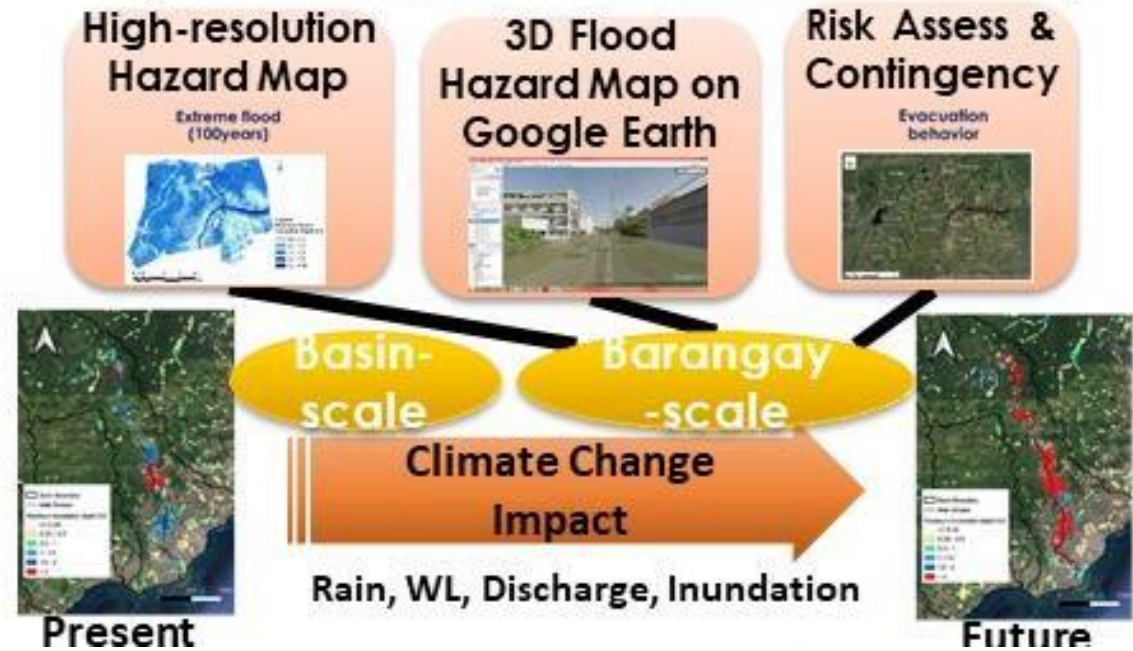 High-resolution
Hazard Map
Extreme flood
(100years)
3D Flood
Hazard Map on
Google Earth
Risk Assess &
Contingency
Evacuation
behavior
Basin-
scale
Barangay
-scale
Climate Change
Impact
Rain, WL, Discharge, Inundation
Present
Future